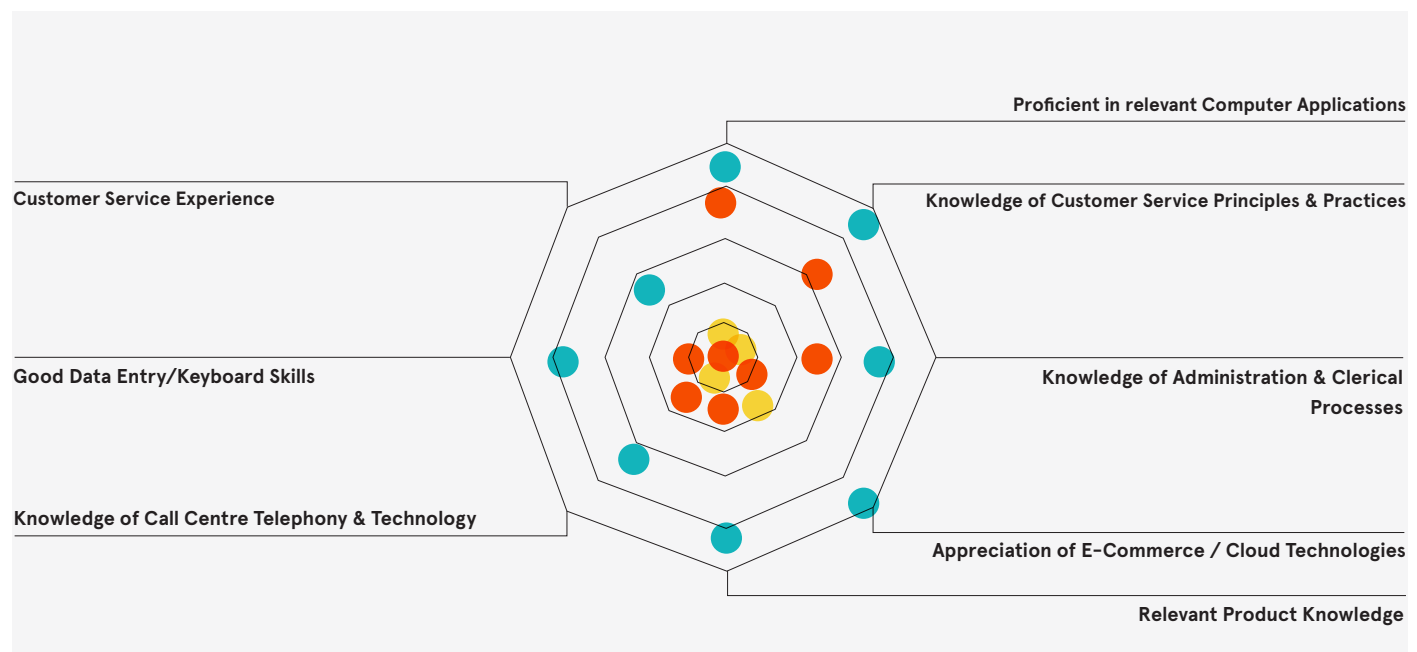 Proficient in relevant Computer Applications
Customer Service Experience
Knowledge of Customer Service Principles & Practices
Good Data Entry/Keyboard Skills
Knowledge of Administration & Clerical
Processes
Knowledge of Call Centre Telephony & Technology
Appreciation of E-Commerce / Cloud Technologies
Relevant Product Knowledge